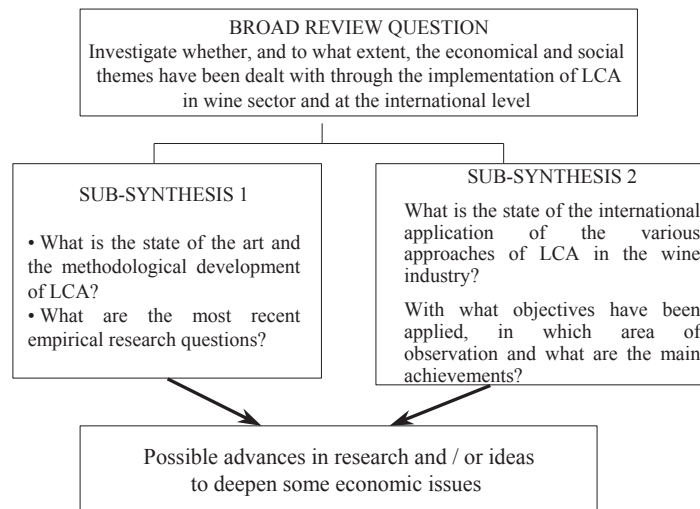 BROAD REVIEW QUESTION
Investigate whether, and to what extent, the economical and social
themes have been dealt with through the implementation of LCA
in wine sector and at the international level
SUB-SYNTHESIS 1
• What is the state of the art and
the methodological development
of LCA?
• What are the most recent
empirical research questions?
SUB-SYNTHESIS 2
What is the state of the international
application of the various
approaches of LCA in the wine
industry?
With what objectives have been
applied, in which area of
observation and what are the main
achievements?
Possible advances in research and / or ideas
to deepen some economic issues